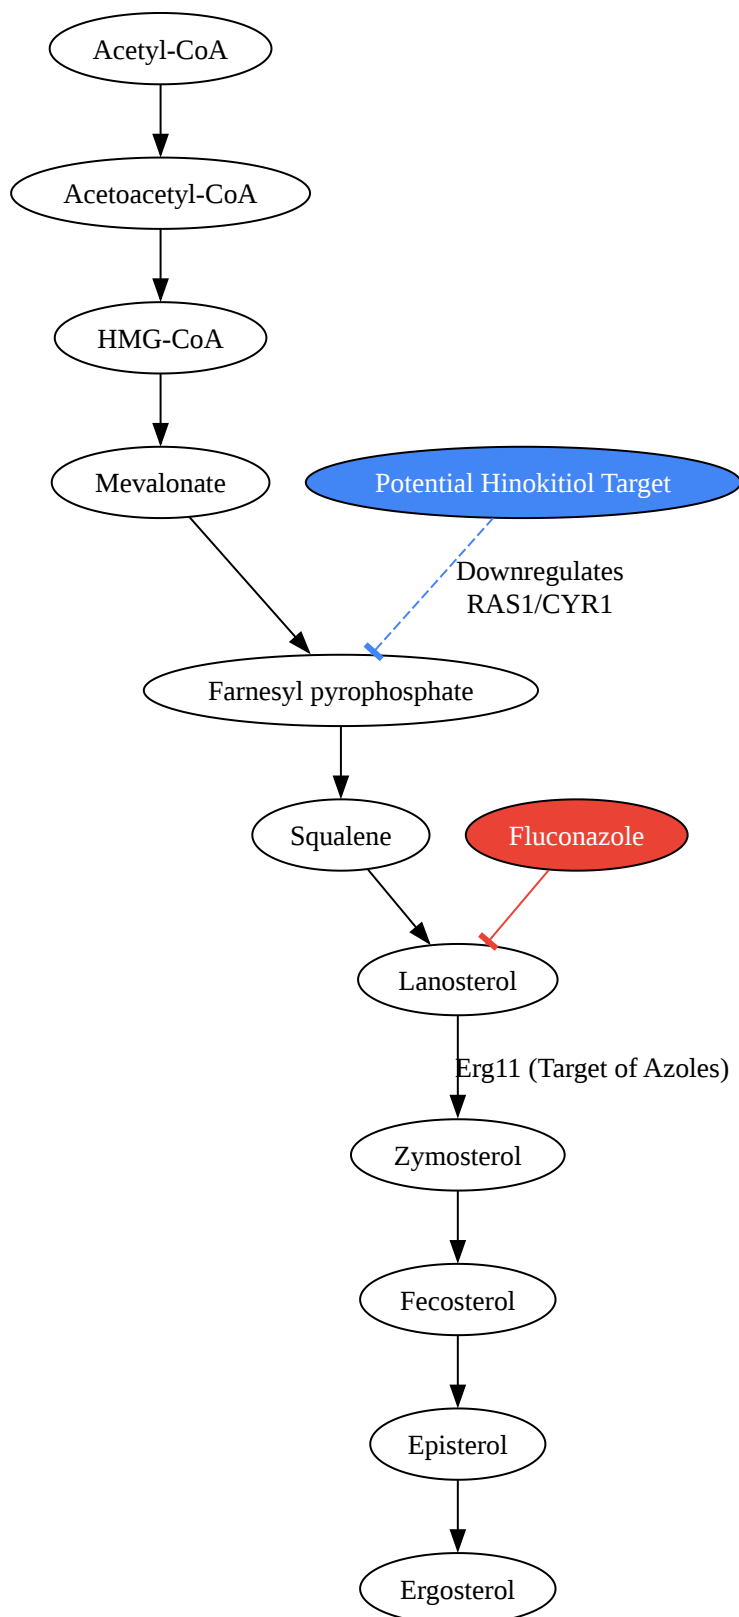 Acetyl-CoA
Acetoacetyl-CoA
HMG-CoA
Mevalonate
Potential Hinokitiol Target
Downregulates
RAS1/CYR1
Farnesyl pyrophosphate
Squalene
Fluconazole
Lanosterol
Erg11 (Target of Azoles)
Zymosterol
Fecosterol
Episterol
Ergosterol